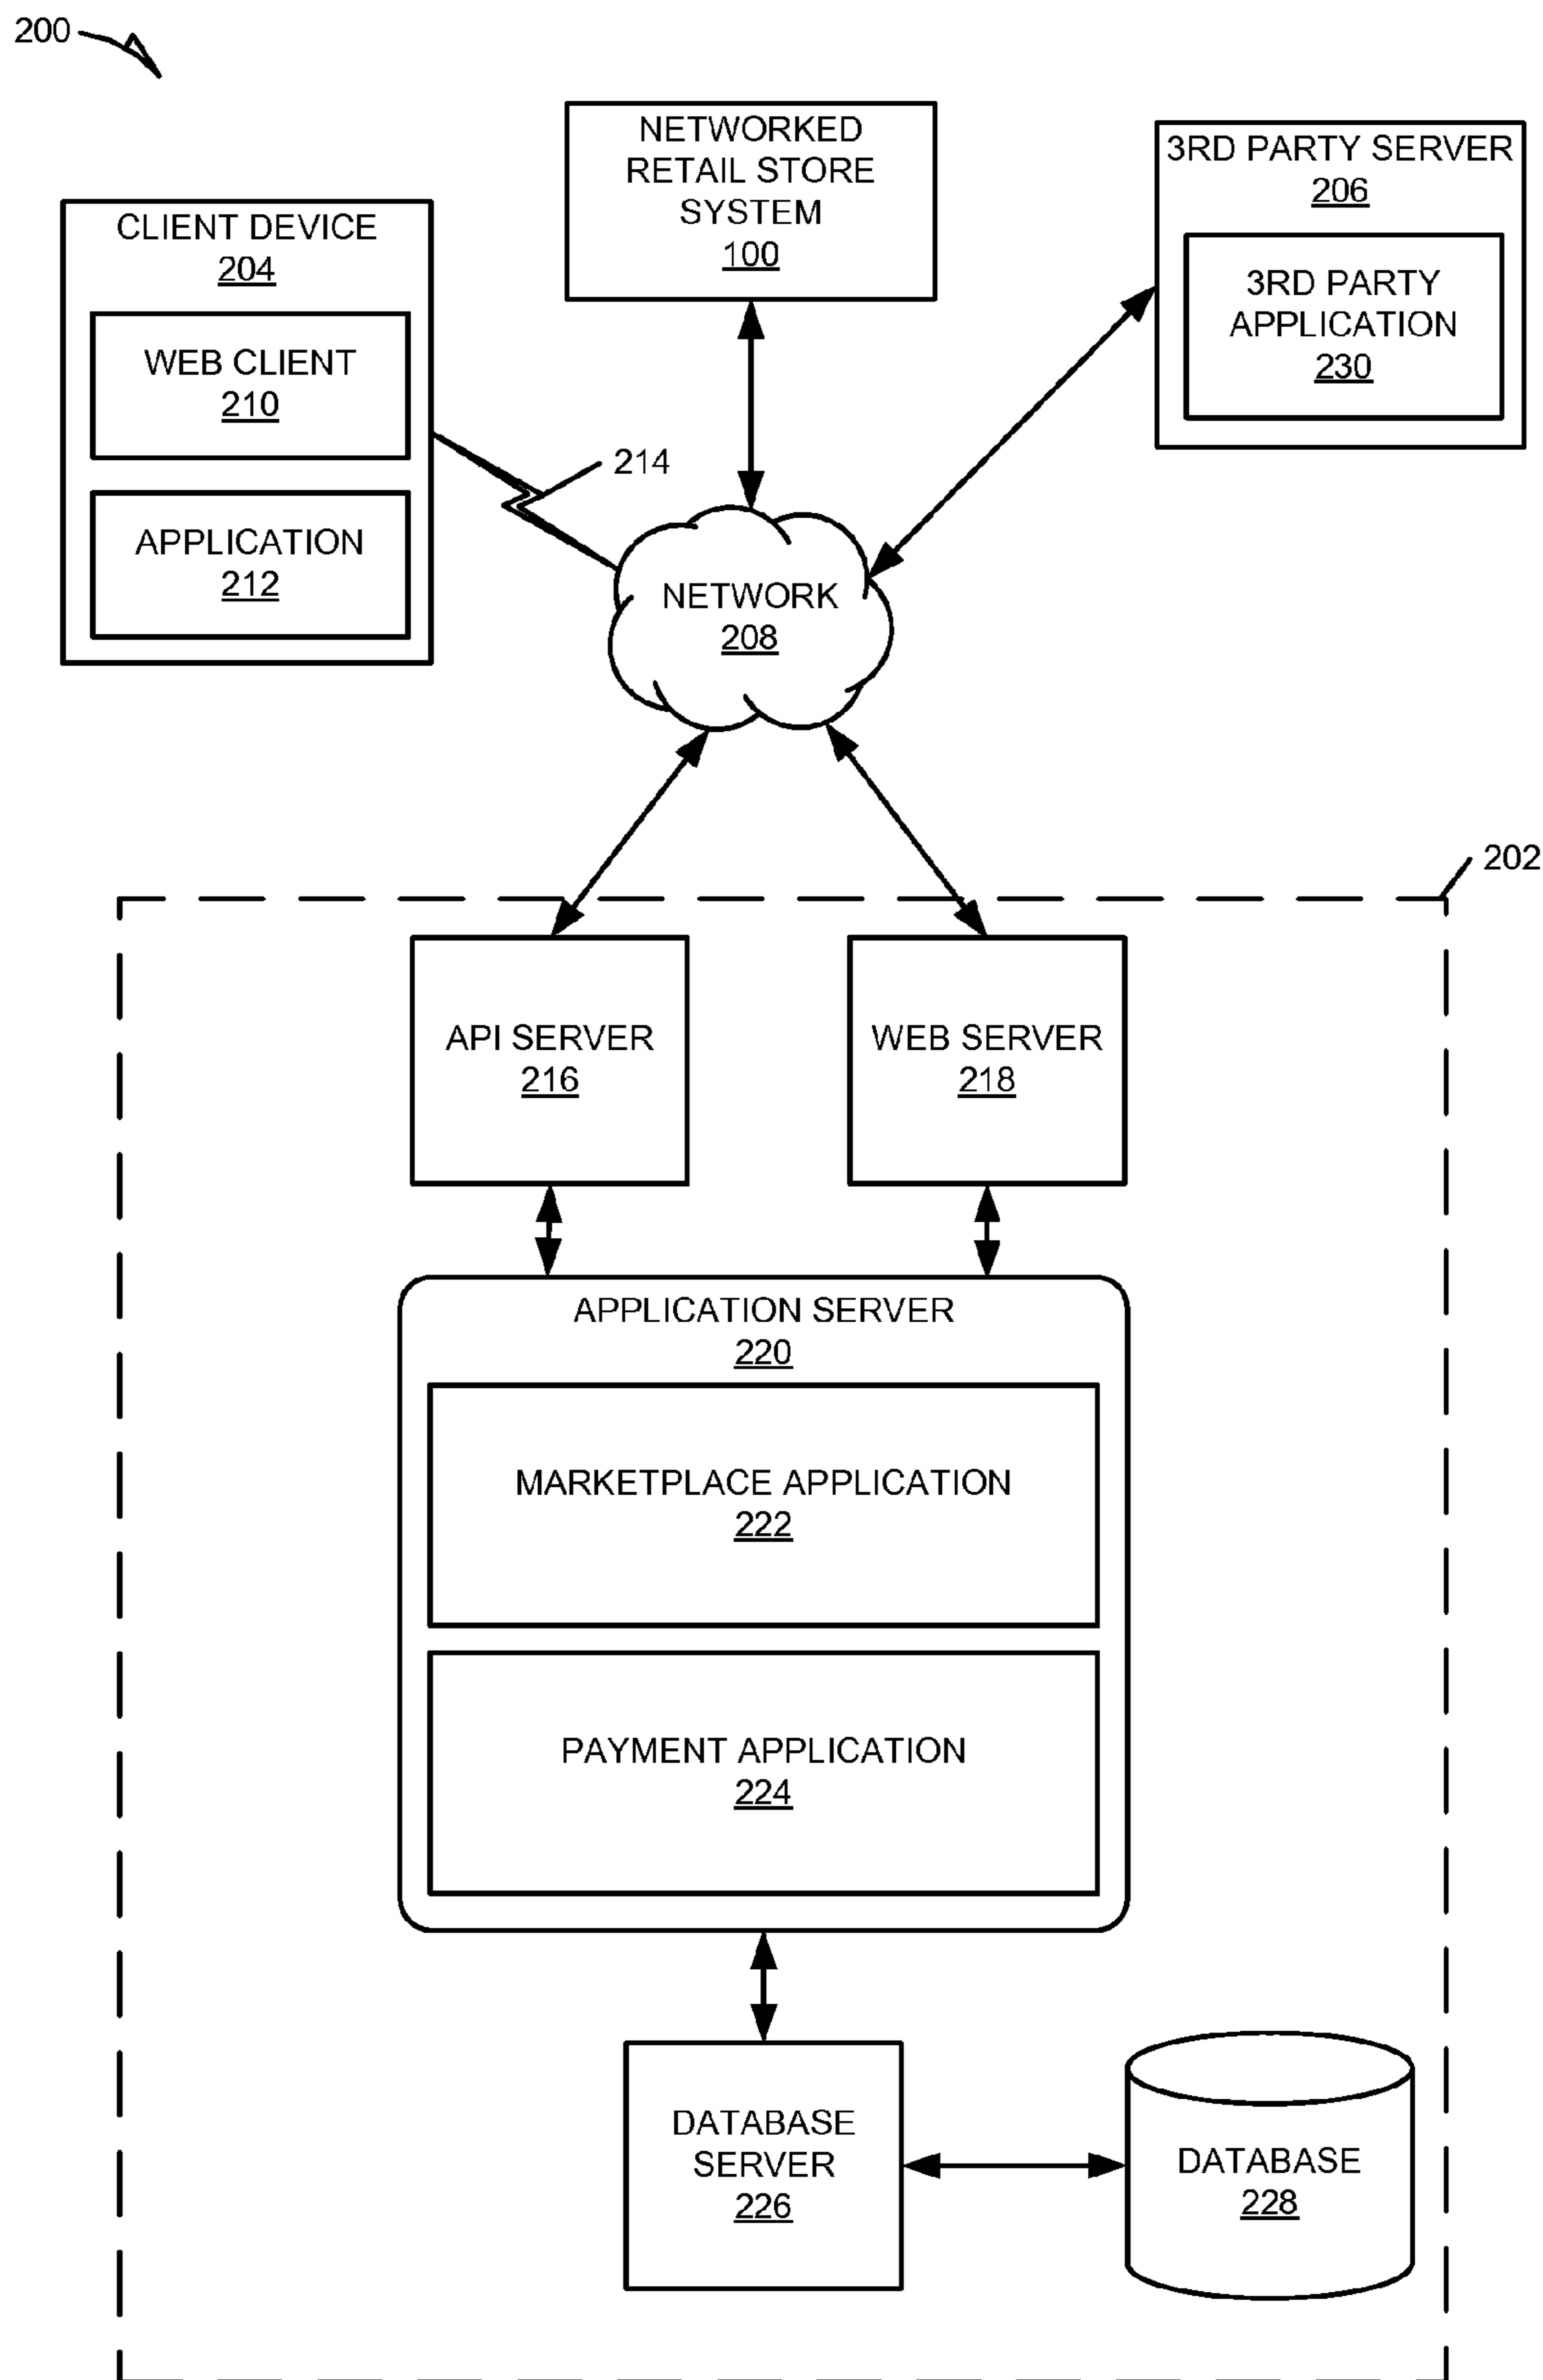 200
NETWORKED
RETAIL STORE
SYSTEM
100
3RD PARTY SERVER
206
3RD PARTY
APPLICATION
230
CLIENT DEVICE
204
WEB CLIENT
210
APPLICATION
212
214
NETWORK
208
202
API SERVER
216
WEB SERVER
218
APPLICATION SERVER
220
MARKETPLACE APPLICATION
222
PAYMENT APPLICATION
224
DATABASE
SERVER
226
DATABASE
228